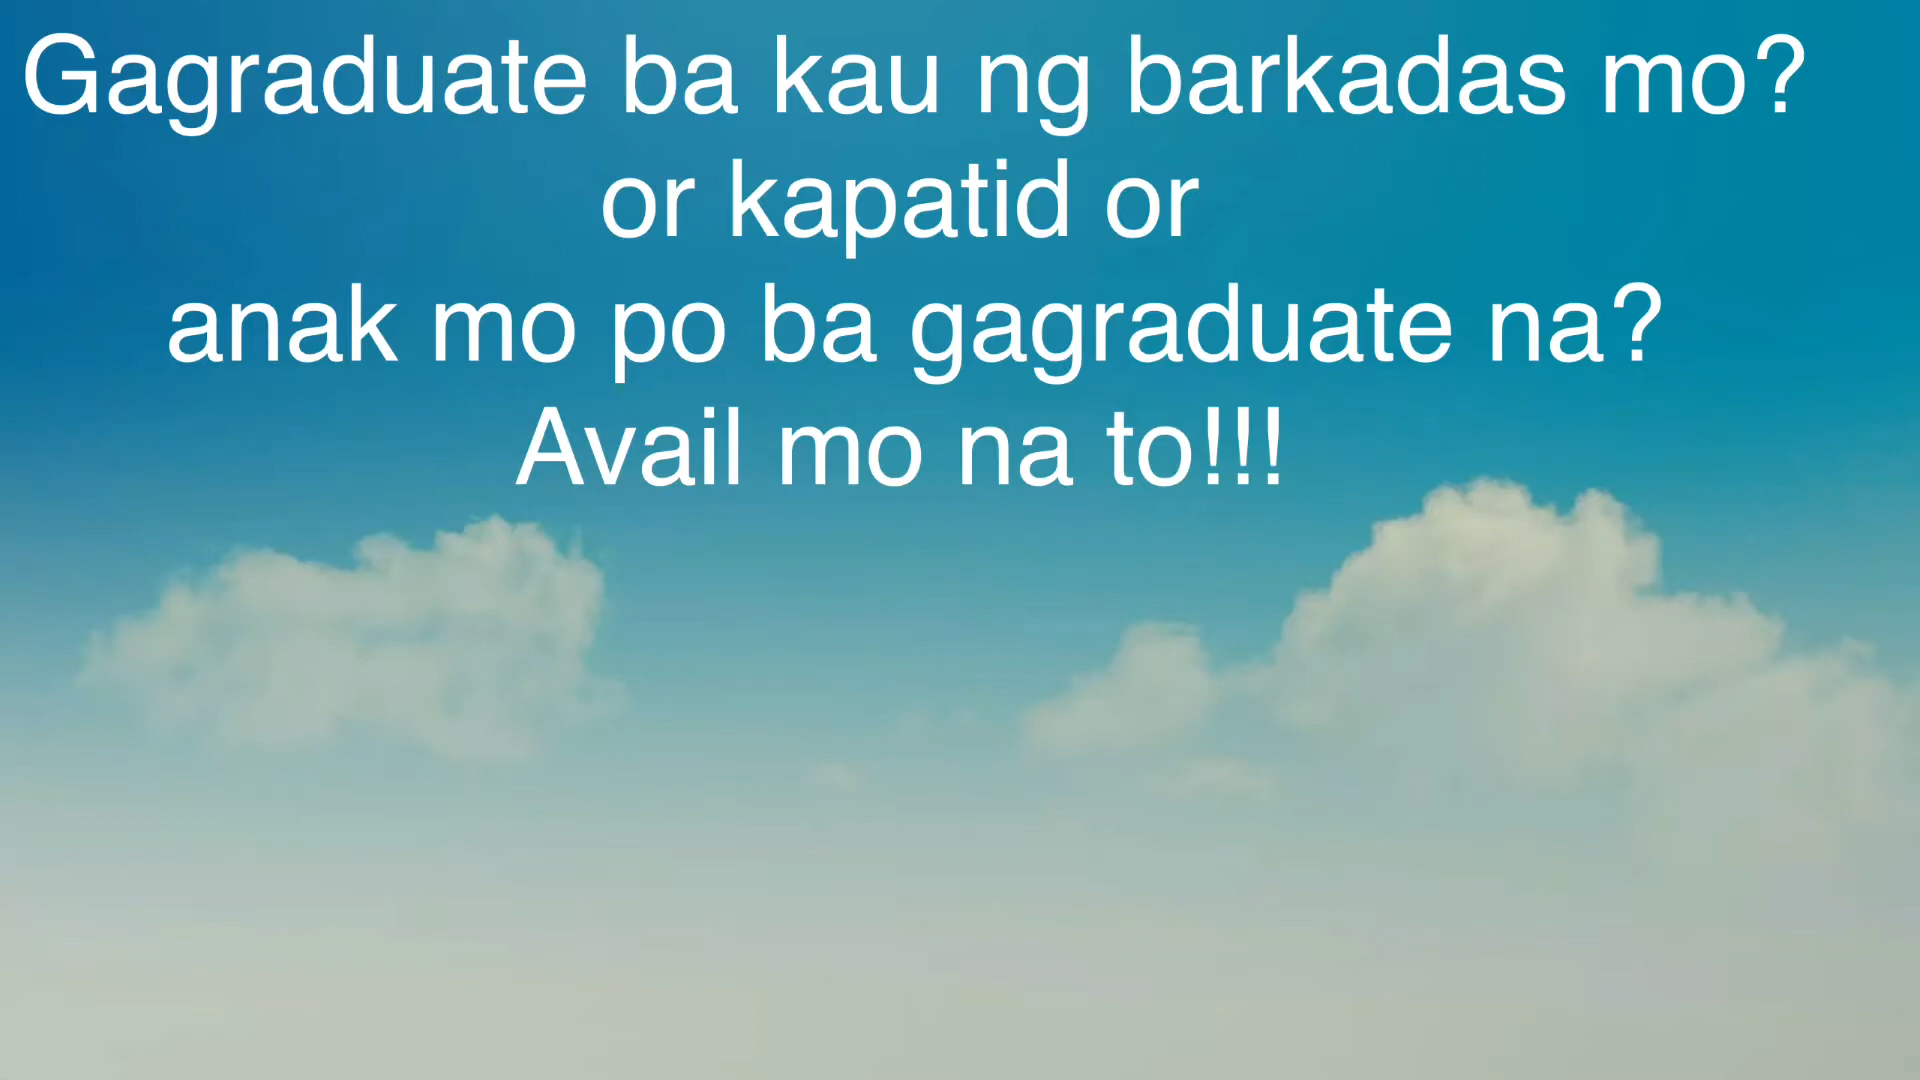 Gagraduate ba kau ng barkadas mo?
or kapatid or
anak mo po ba gagraduate na?
Avail mo na to!!!